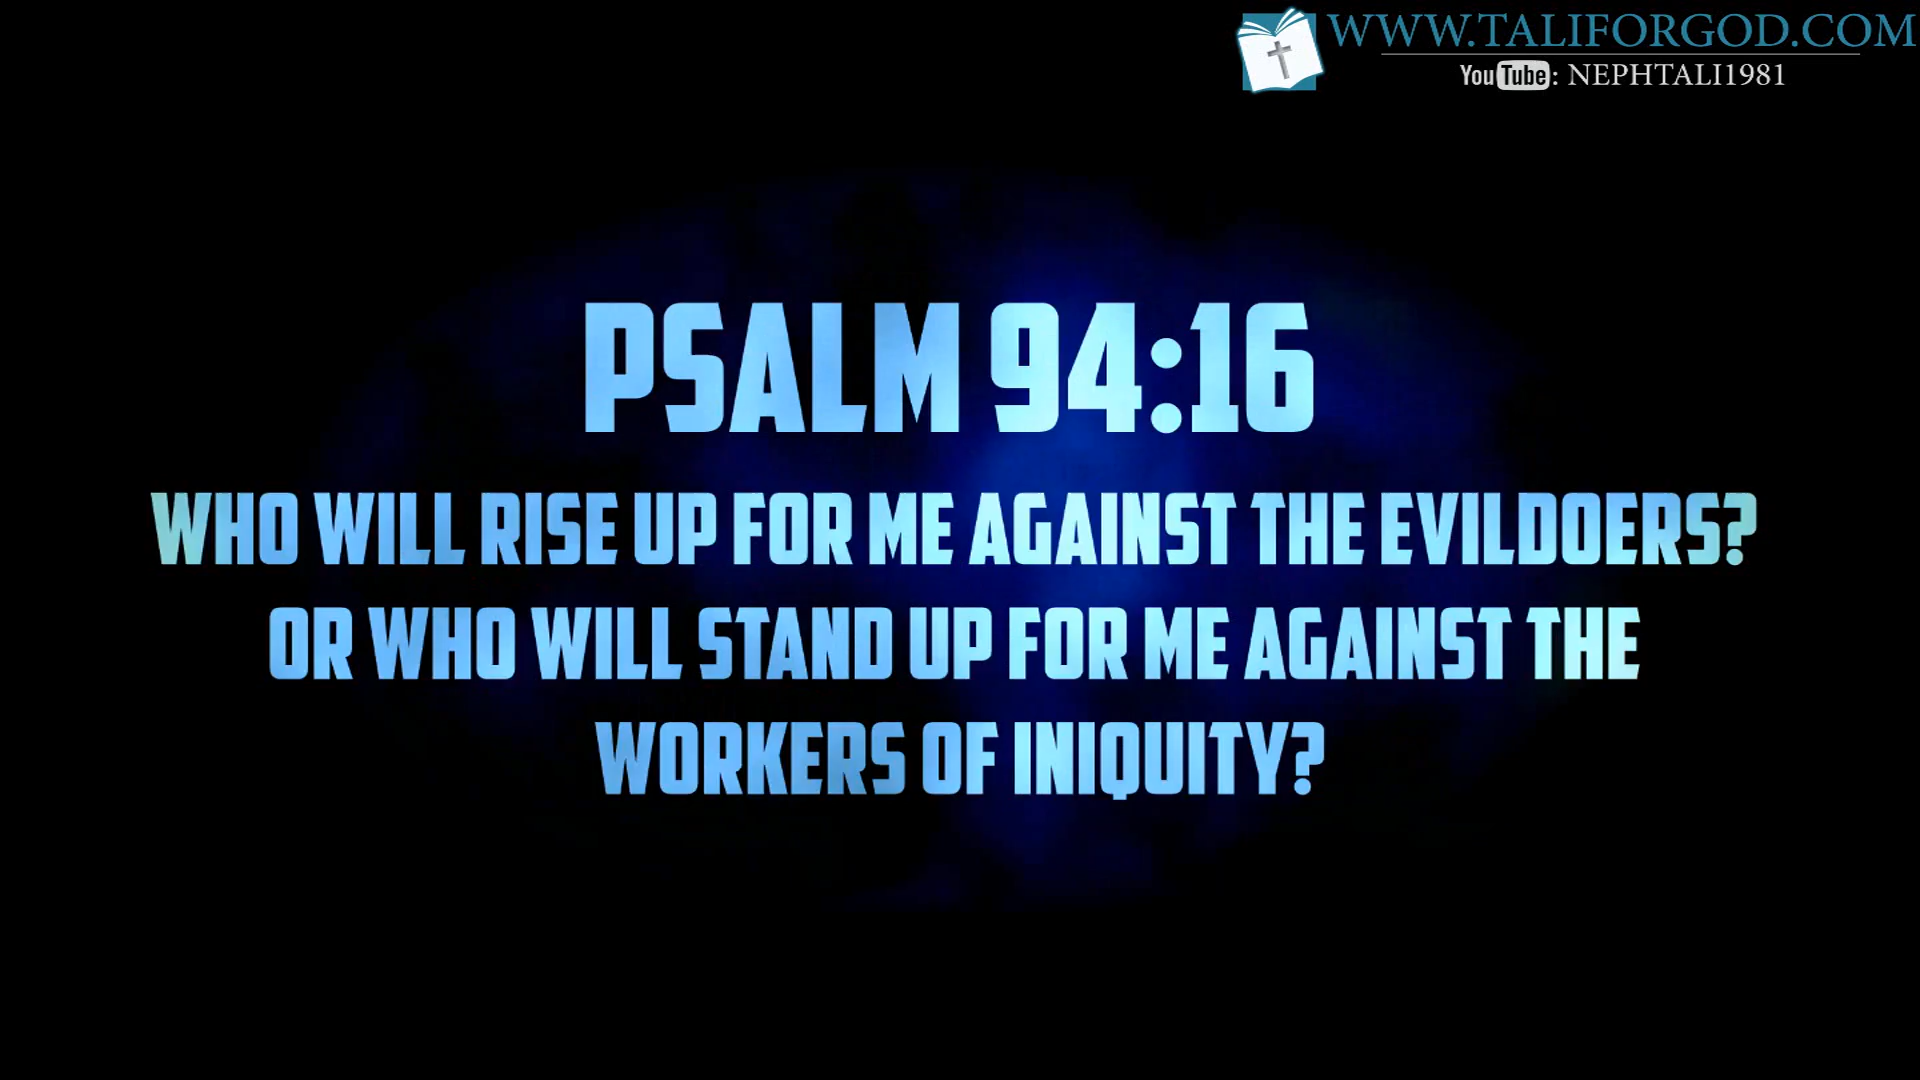 WWW.TALIFORGOD.COM
YouTube: NEPHTALI1981
PSALM 94:16
WHO WILL RISE UP FOR ME AGAINST THE EVILDOERS?
OR WHO WILL STAND UP FOR ME AGAINST THE
WORKERS OF INIQUITY?